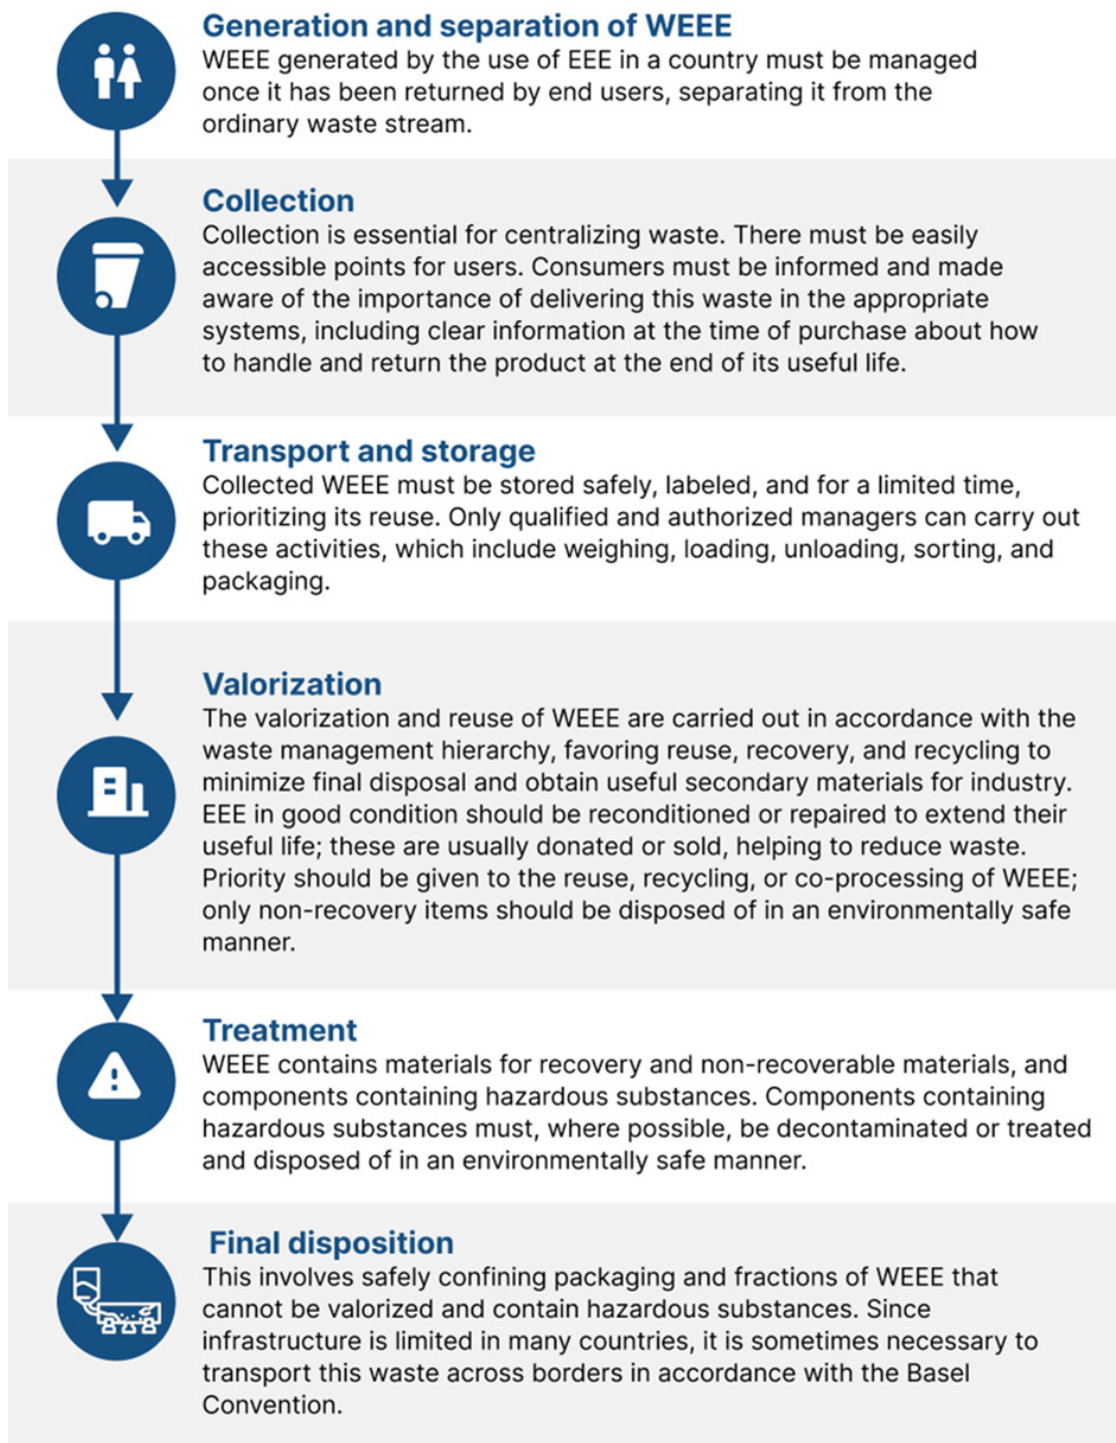 Generation and separation of WEEE
WEEE generated by the use of EEE in a country must be managed
once it has been returned by end users, separating it from the
ordinary waste stream.
Collection
Collection is essential for centralizing waste. There must be easily
accessible points for users. Consumers must be informed and made
aware of the importance of delivering this waste in the appropriate
systems, including clear information at the time of purchase about how
to handle and return the product at the end of its useful life.
Transport and storage
Collected WEEE must be stored safely, labeled, and for a limited time,
prioritizing its reuse. Only qualified and authorized managers can carry out
these activities, which include weighing, loading, unloading, sorting, and
packaging.
Valorization
The valorization and reuse of WEEE are carried out in accordance with the
waste management hierarchy, favoring reuse, recovery, and recycling to
minimize final disposal and obtain useful secondary materials for industry.
EEE in good condition should be reconditioned or repaired to extend their
useful life; these are usually donated or sold, helping to reduce waste.
Priority should be given to the reuse, recycling, or co-processing of WEEE;
only non-recovery items should be disposed of in an environmentally safe
manner.
Treatment
WEEE contains materials for recovery and non-recoverable materials, and
components containing hazardous substances. Components containing
hazardous substances must, where possible, be decontaminated or treated
and disposed of in an environmentally safe manner.
Final disposition
This involves safely confining packaging and fractions of WEEE that
cannot be valorized and contain hazardous substances. Since
infrastructure is limited in many countries, it is sometimes necessary to
transport this waste across borders in accordance with the Basel
Convention.